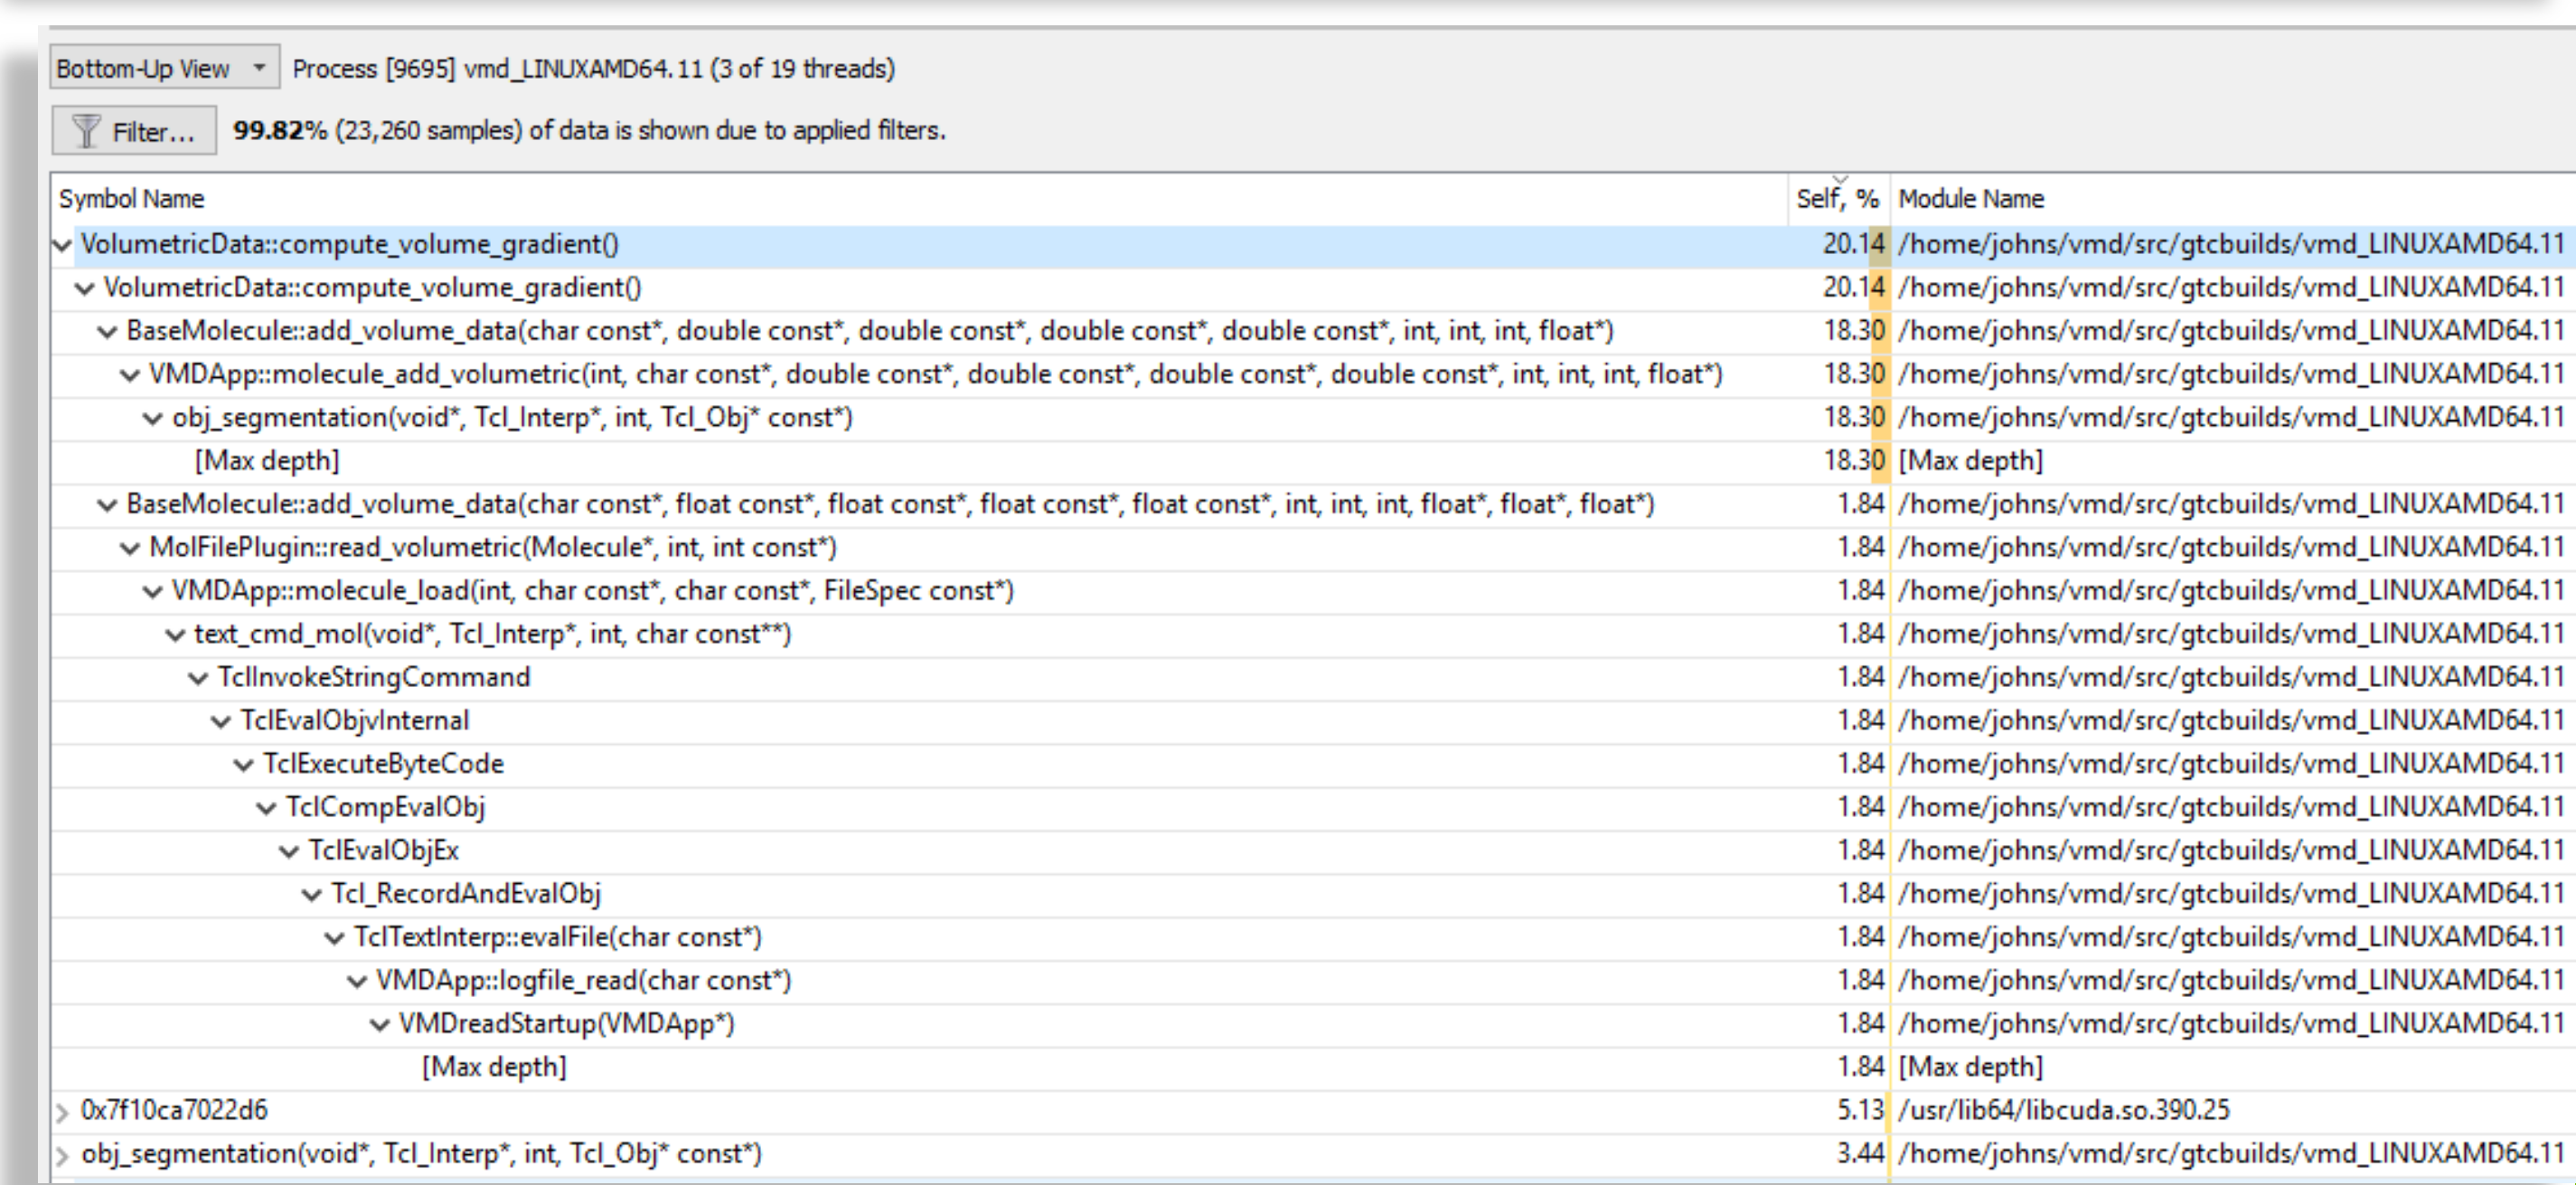 Bottom-Up View Process [9695] vmd_LINUXAMD64.11 (3 of 19 threads)
Filter... 99.82% (23,260 samples) of data is shown due to applied filters.
Symbol Name Self, % Module Name
VolumetricData::compute_volume_gradient() 20.14 /home/johns/vmd/src/gtcbuilds/vmd_LINUXAMD64.11
VolumetricData::compute_volume_gradient() 20.14 /home/johns/vmd/src/gtcbuilds/vmd_LINUXAMD64.11
BaseMolecule::add_volume_data(char const*, double const*, double const*, double const*, double const*, int, int, int, float*) 18.30 /home/johns/vmd/src/gtcbuilds/vmd_LINUXAMD64.11
VMDApp::molecule_add_volumetric(int, char const*, double const*, double const*, double const*, double const*, int, int, int, float*) 18.30 /home/johns/vmd/src/gtcbuilds/vmd_LINUXAMD64.11
obj_segmentation(void*, Tcl_Interp*, int, Tcl_Obj* const*) 18.30 /home/johns/vmd/src/gtcbuilds/vmd_LINUXAMD64.11
[Max depth] 18.30 [Max depth]
BaseMolecule::add_volume_data(char const*, float const*, float const*, float const*, float const*, int, int, int, float*, float*, float*) 1.84 /home/johns/vmd/src/gtcbuilds/vmd_LINUXAMD64.11
MolFilePlugin::read_volumetric(Molecule*, int, int const*) 1.84 /home/johns/vmd/src/gtcbuilds/vmd_LINUXAMD64.11
VMDApp::molecule_load(int, char const*, char const*, FileSpec const*) 1.84 /home/johns/vmd/src/gtcbuilds/vmd_LINUXAMD64.11
text_cmd_mol(void*, Tcl_Interp*, int, char const**) 1.84 /home/johns/vmd/src/gtcbuilds/vmd_LINUXAMD64.11
TclInvokeStringCommand 1.84 /home/johns/vmd/src/gtcbuilds/vmd_LINUXAMD64.11
TclEvalObjvInternal 1.84 /home/johns/vmd/src/gtcbuilds/vmd_LINUXAMD64.11
TclExecuteByteCode 1.84 /home/johns/vmd/src/gtcbuilds/vmd_LINUXAMD64.11
TclCompEvalObj 1.84 /home/johns/vmd/src/gtcbuilds/vmd_LINUXAMD64.11
TclEvalObjEx 1.84 /home/johns/vmd/src/gtcbuilds/vmd_LINUXAMD64.11
Tcl_RecordAndEvalObj 1.84 /home/johns/vmd/src/gtcbuilds/vmd_LINUXAMD64.11
TclTextInterp::evalFile(char const*) 1.84 /home/johns/vmd/src/gtcbuilds/vmd_LINUXAMD64.11
VMDApp::logfile_read(char const*) 1.84 /home/johns/vmd/src/gtcbuilds/vmd_LINUXAMD64.11
VMDreadStartup(VMDApp*) 1.84 /home/johns/vmd/src/gtcbuilds/vmd_LINUXAMD64.11
[Max depth] 1.84 [Max depth]
0x7f10ca7022d6 5.13 /usr/lib64/libcuda.so.390.25
obj_segmentation(void*, Tcl_Interp*, int, Tcl_Obj* const*) 3.44 /home/johns/vmd/src/gtcbuilds/vmd_LINUXAMD64.11